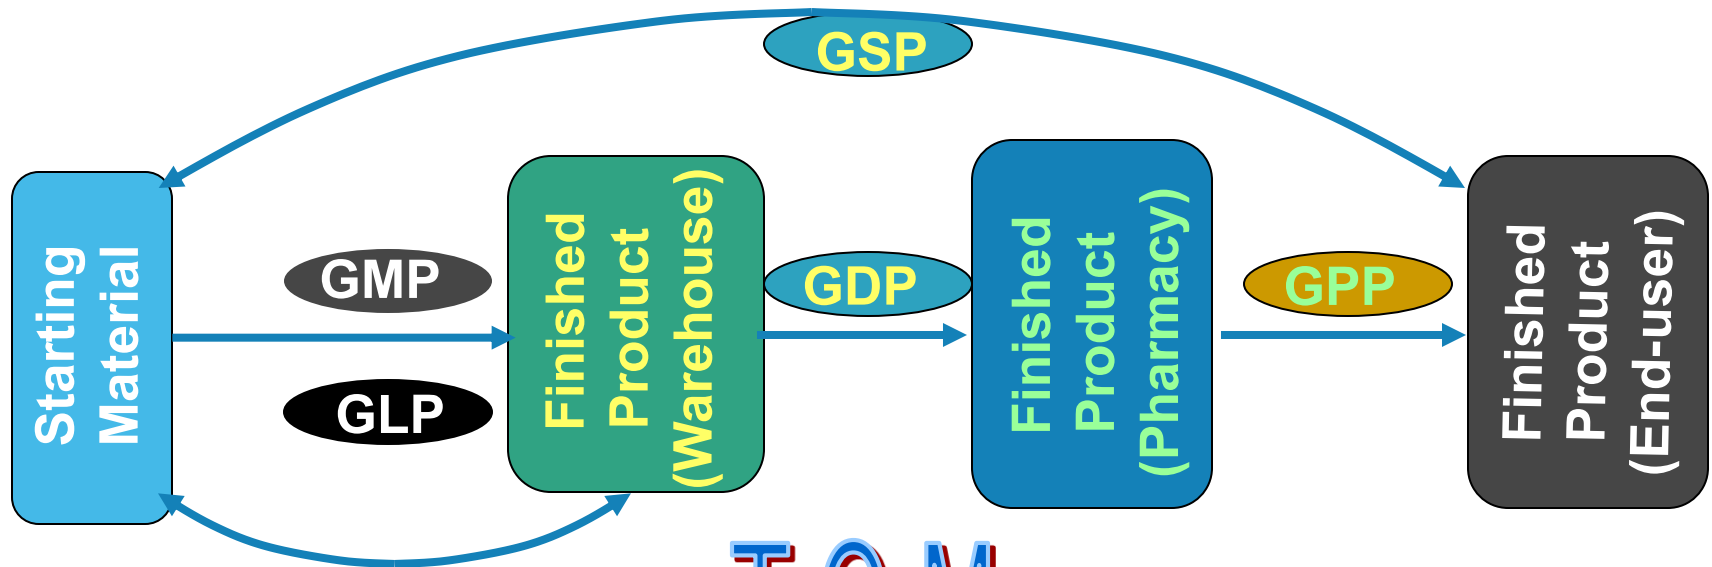 GSP
Starting
Material
GMP
GLP
Finished
Product
(Warehouse)
GDP
Finished
Product
(Pharmacy)
GPP
Finished
Product
(End-user)
T Q M